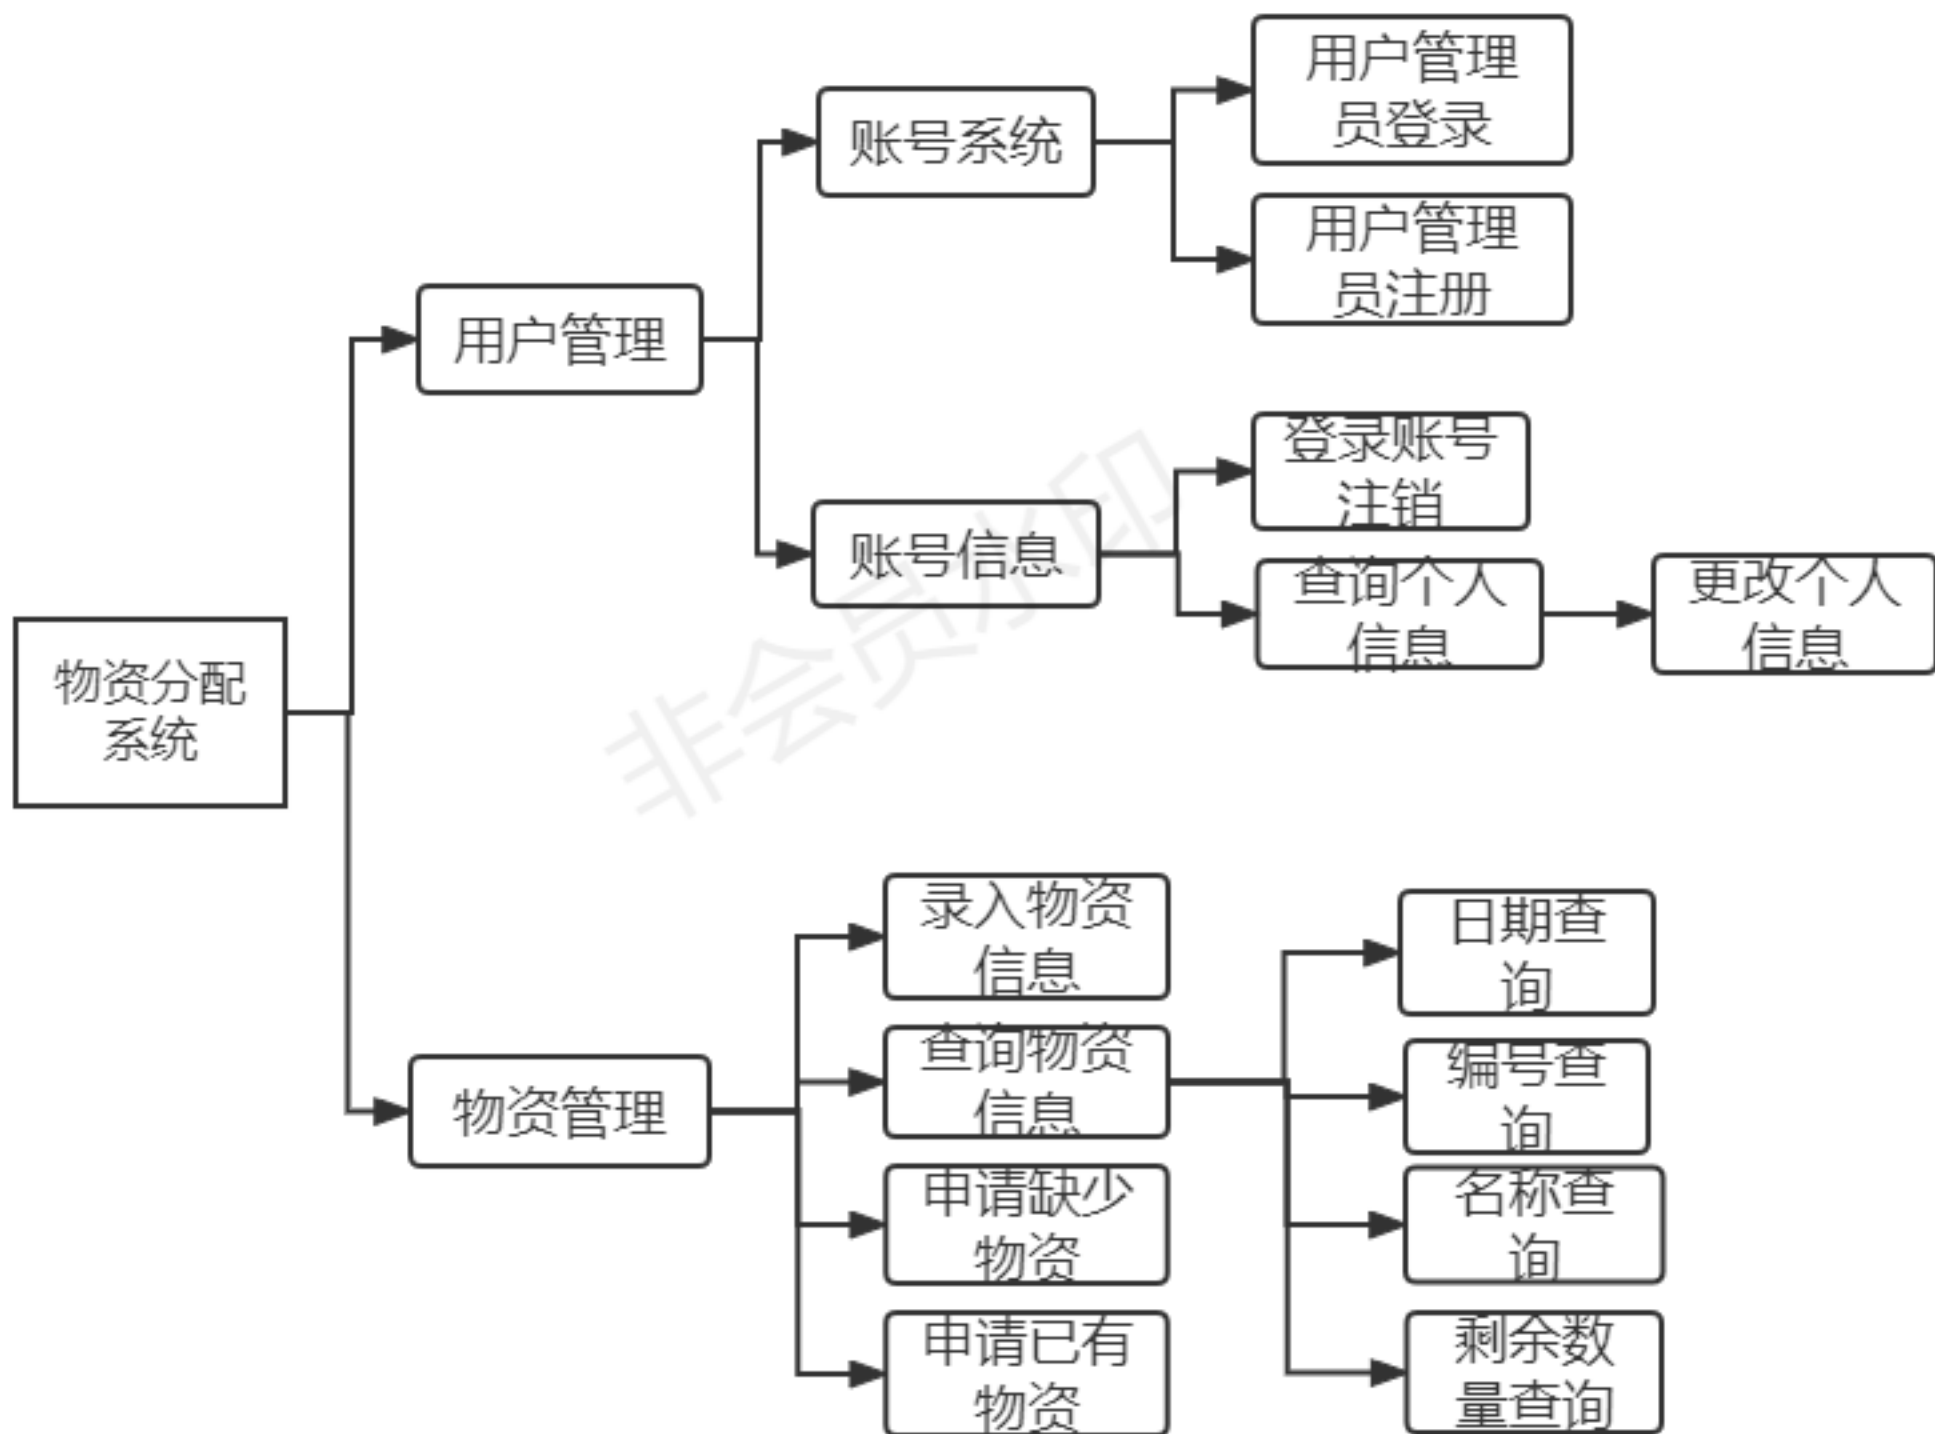 用户管理
员登录
账号系统
用户管理
员注册
用户管理
登录账号
注销
账号信息
查询个人
信息
更改个人
信息
物资分配
系统
非会员水印
录入物资
信息
日期查
询
查询物资
信息
编号查
询
物资管理
申请缺少
物资
名称查
询
申请已有
物资
剩余数
量查询